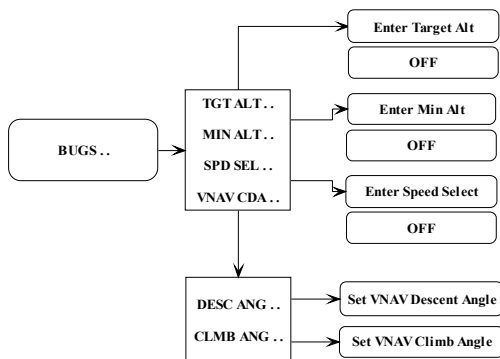 Enter Target Alt
OFF
TGT ALT . .
MIN ALT . .
SPD SEL . .
VNAV CDA . .
Enter Min Alt
OFF
BUGS . .
Enter Speed Select
OFF
DESC ANG . .
CLMB ANG . .
Set VNAV Descent Angle
Set VNAV Climb Angle